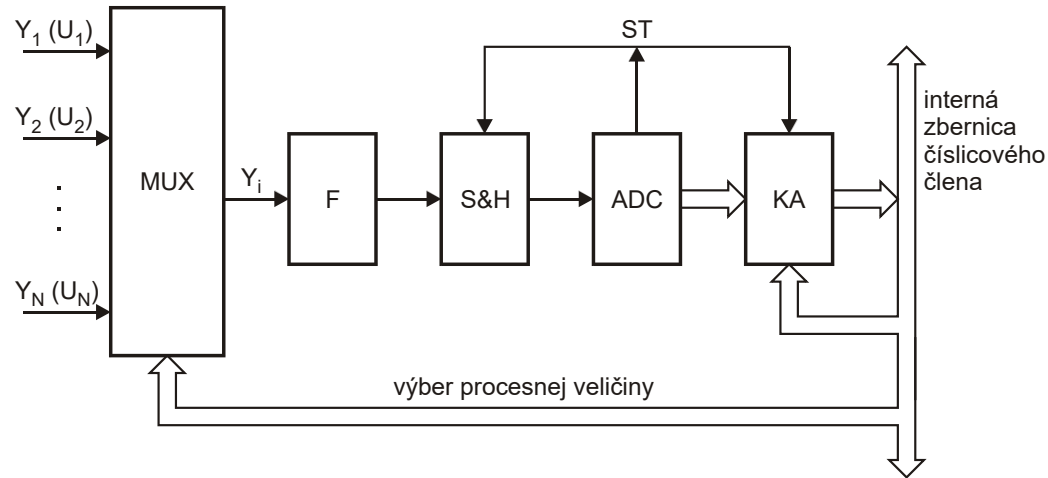 Y1 (U1)
Y2 (U2)
YN (UN)
MUX
Yi
F
S&H
ADC
KA
ST
interná
zbernica
číslicového
člena
výber procesnej veličiny